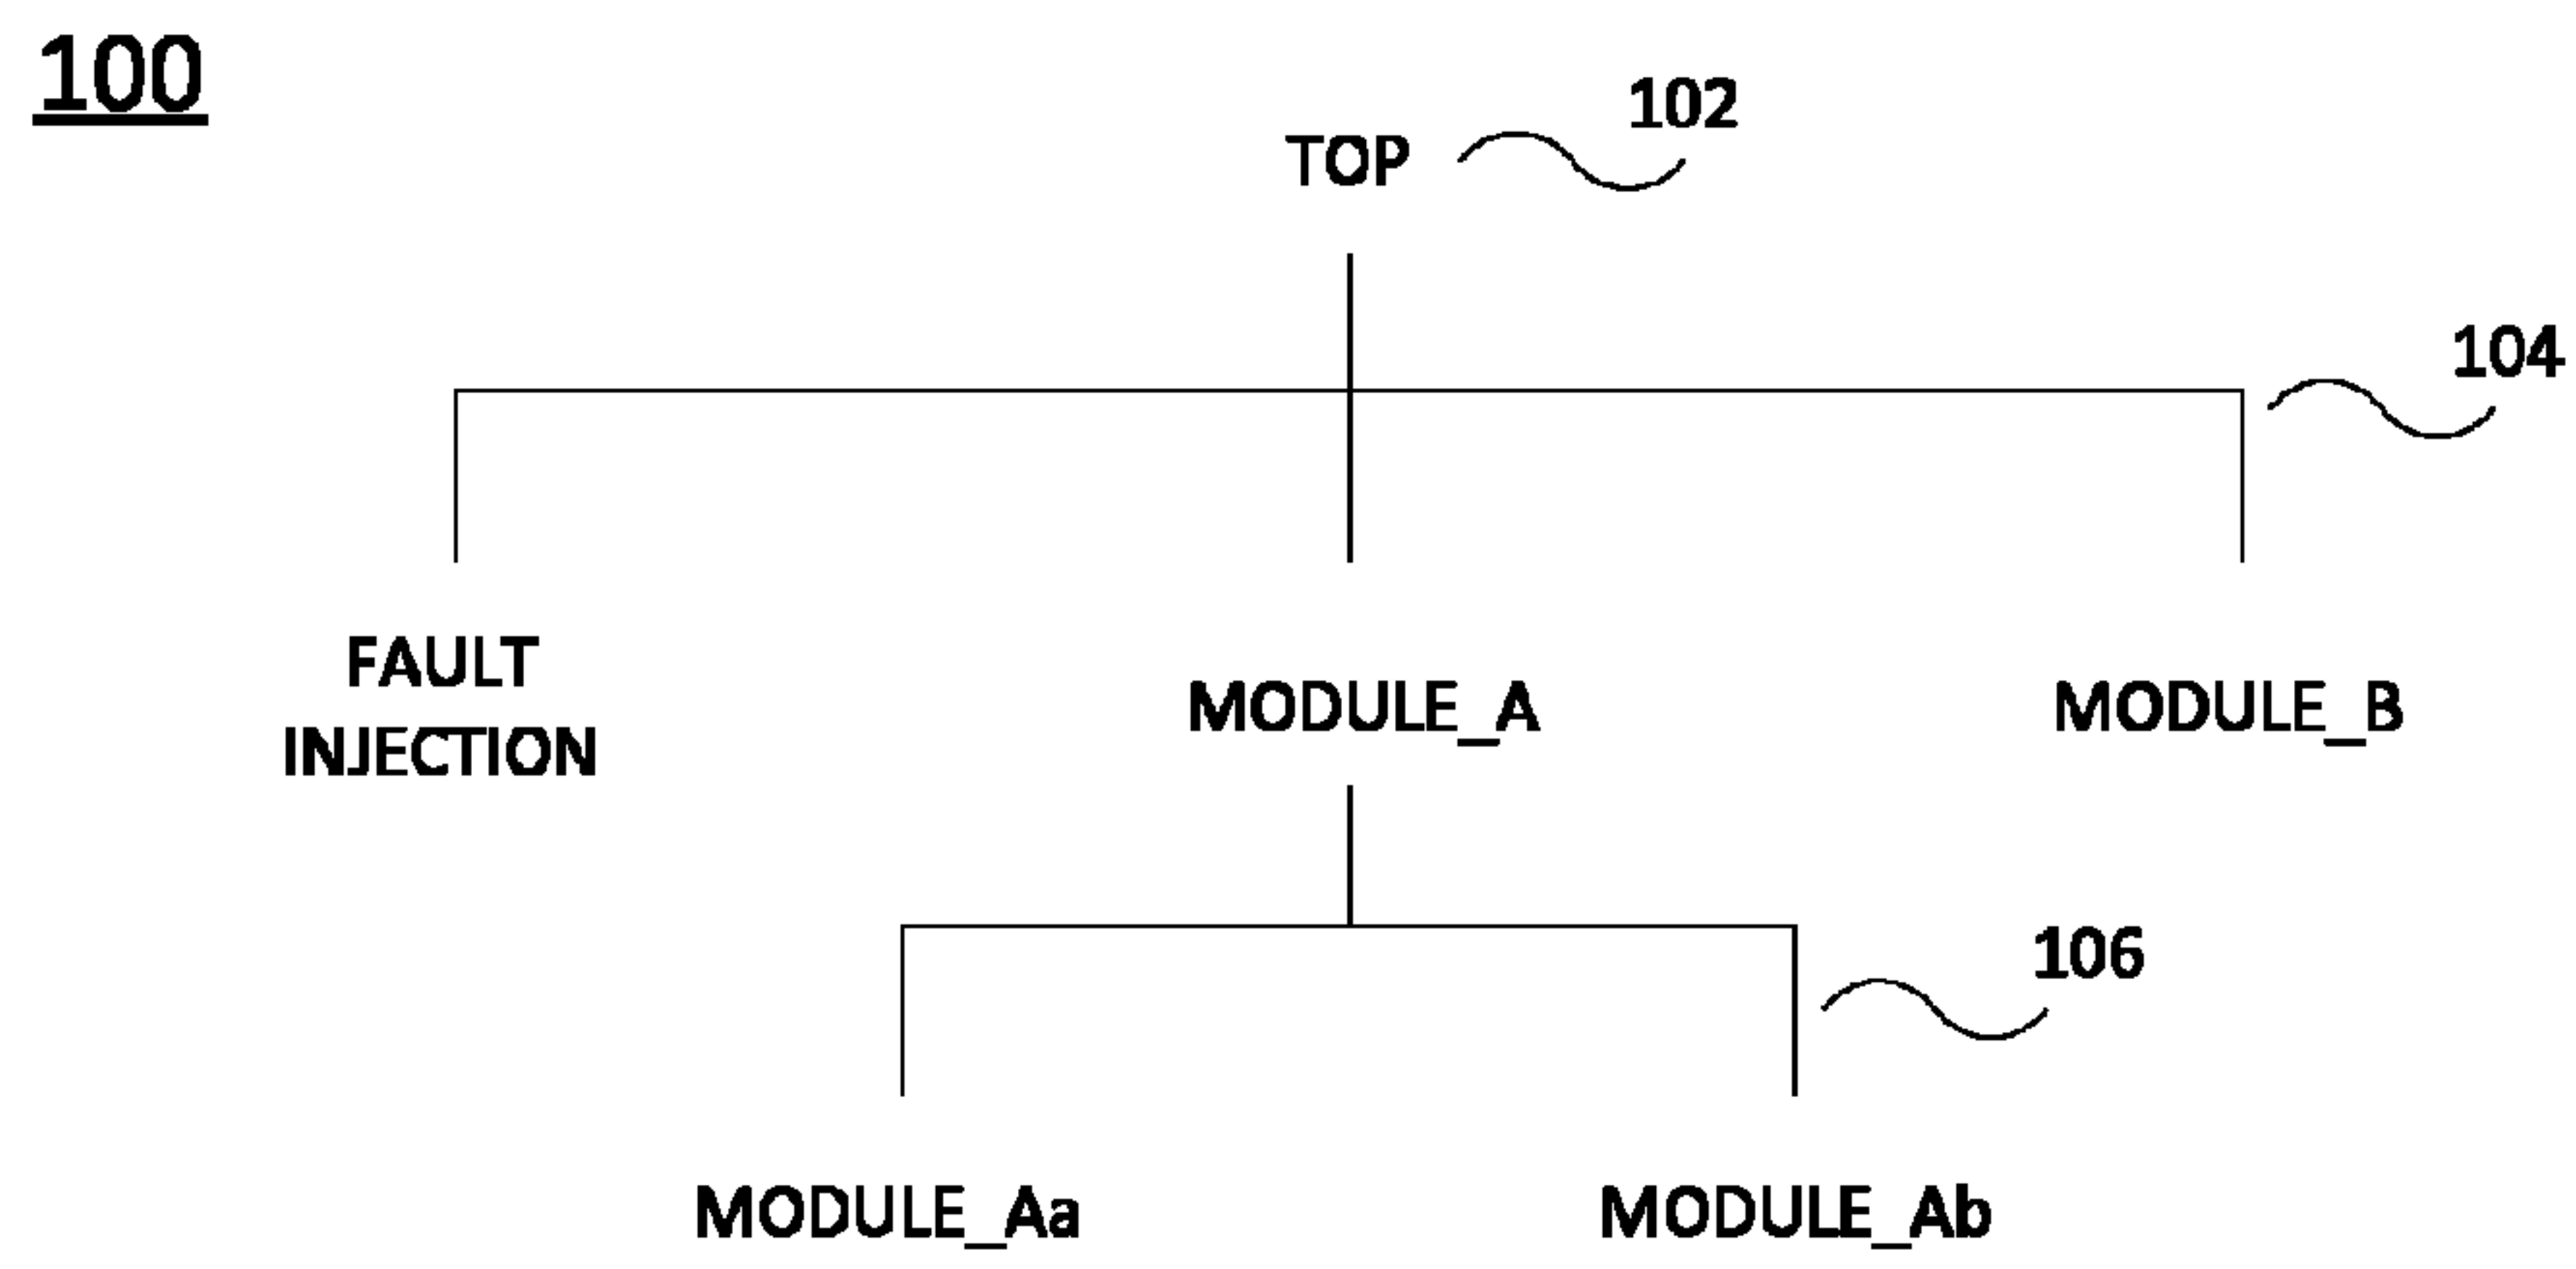 100
102
TOP
104
FAULT
INJECTION
MODULE_A
MODULE_B
106
MODULE_Aa
MODULE_Ab